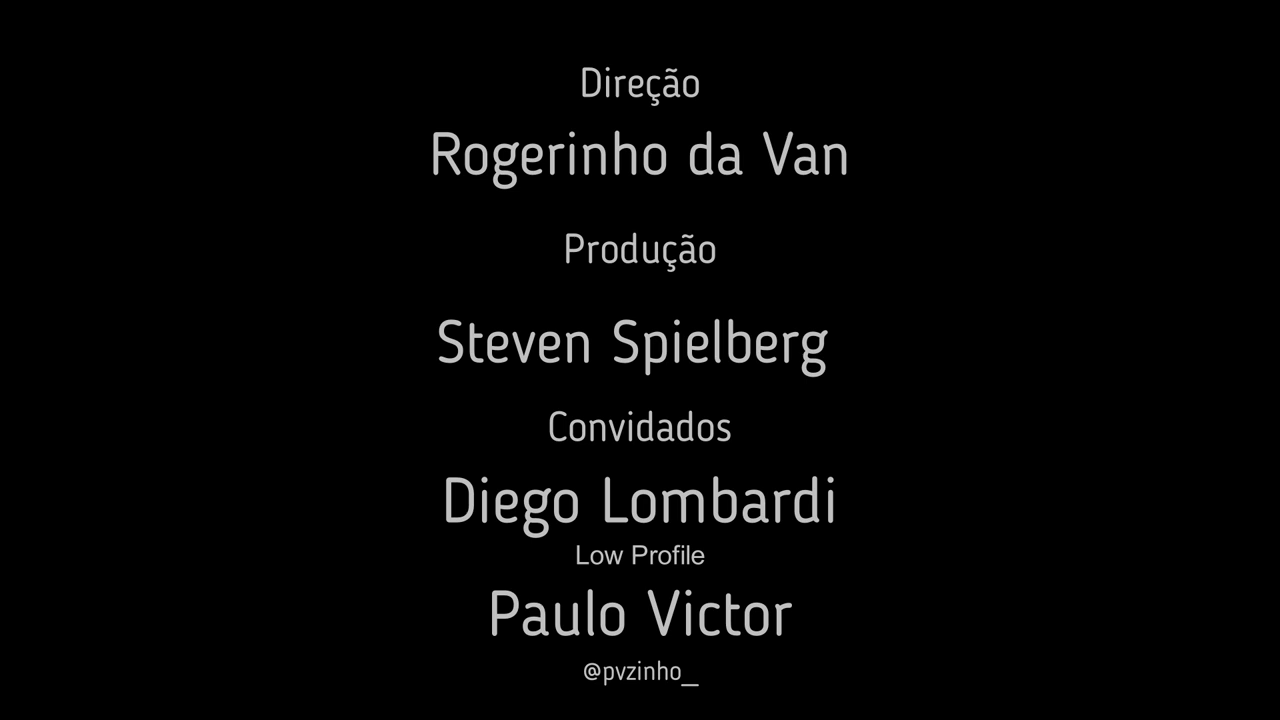 Direção
Rogerinho da Van
Produção
Steven Spielberg
Convidados
Diego Lombardi
Low Profile
Paulo Victor
@pvzinho_